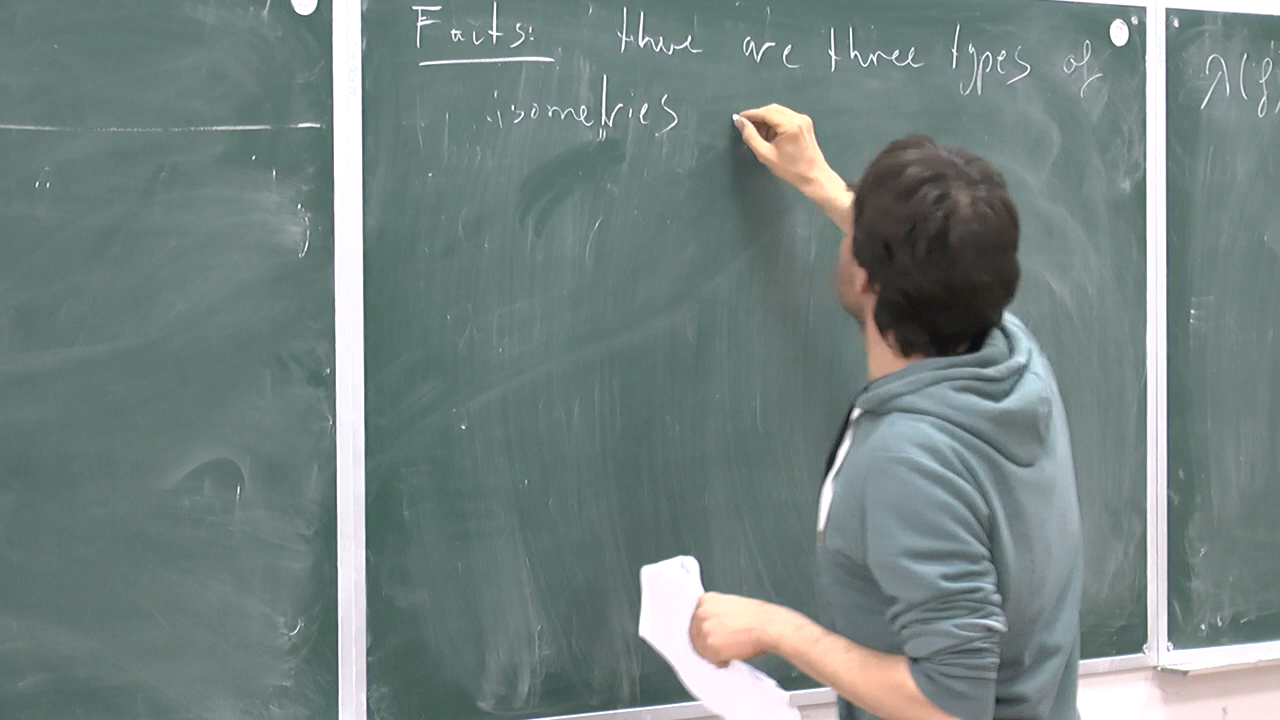 Facts: there are three types of
isometries
λ(g